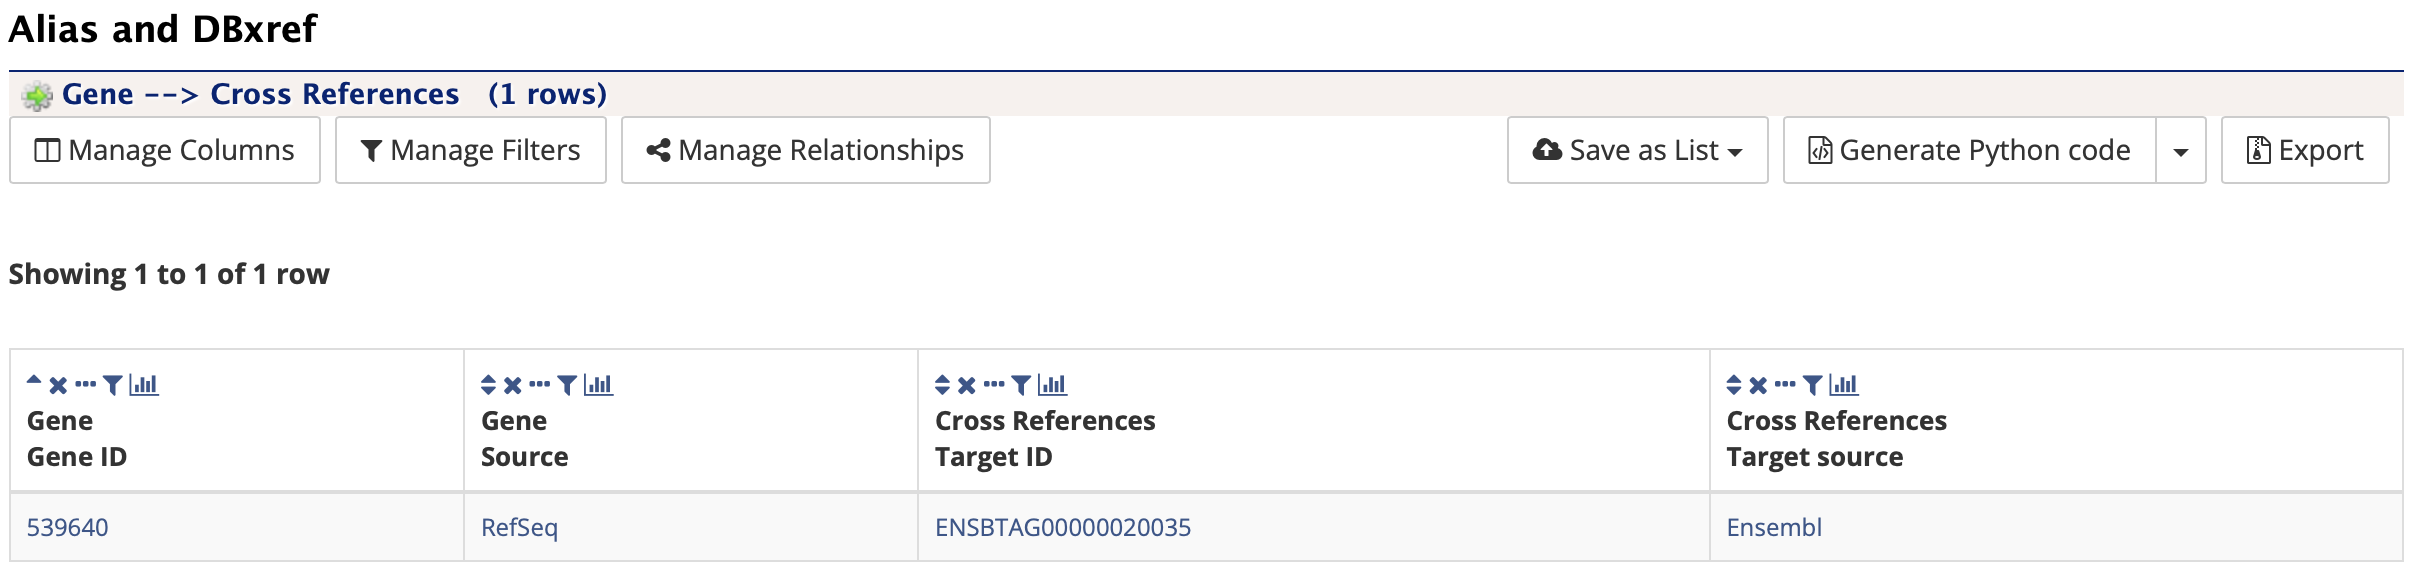 Alias and DBxref
Gene --> Cross References (1 rows)
Manage Columns Manage Filters Manage Relationships Save as List Generate Python code Export
Showing 1 to 1 of 1 row
Gene Gene Cross References Cross References
Gene ID Source Target ID Target source
539640 RefSeq ENSBTAG00000020035 Ensembl